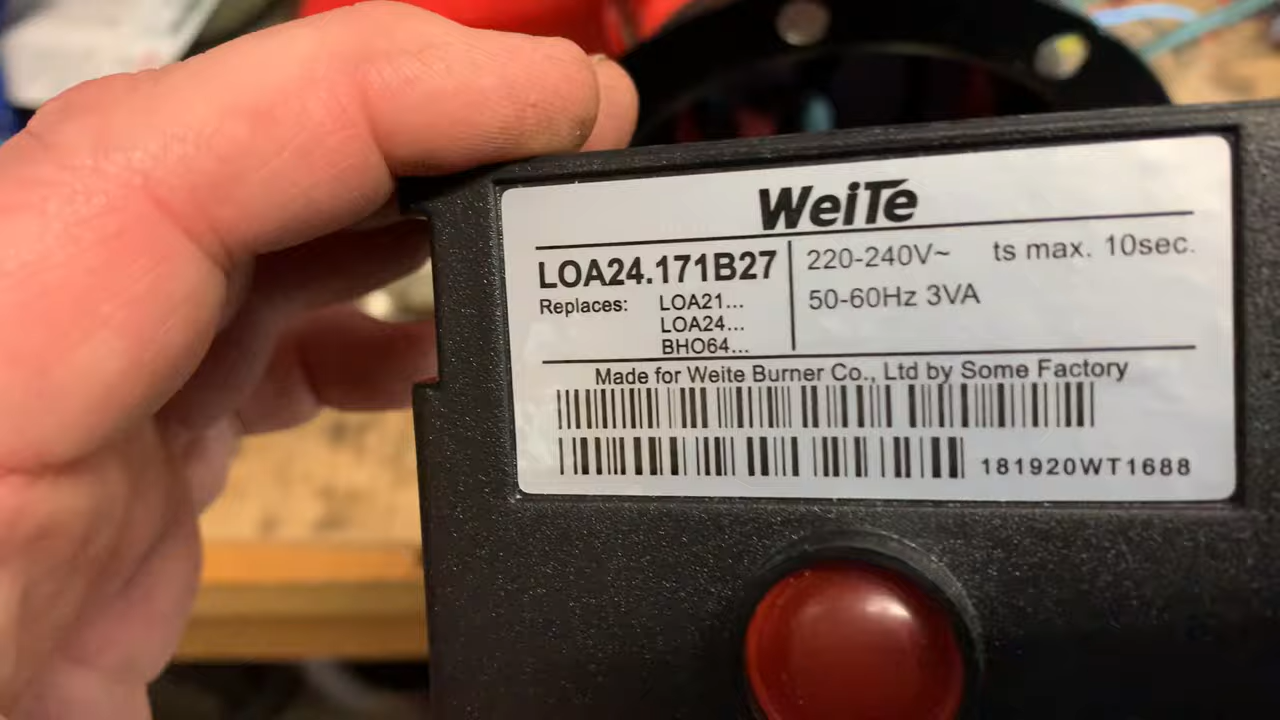 WeiTe
LOA24.171B27
Replaces: LOA21...
LOA24...
BHO64...
220-240V~ ts max. 10sec.
50-60Hz 3VA
Made for Weite Burner Co., Ltd by Some Factory
181920WT1688